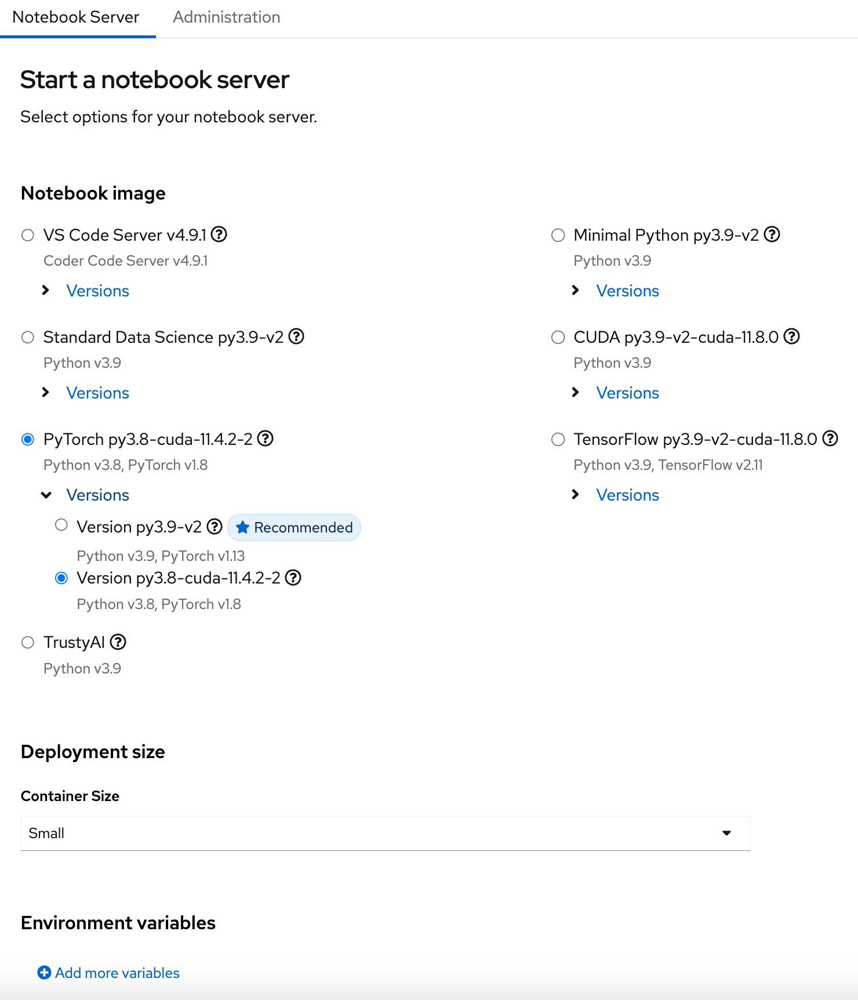 Notebook Server
Administration
Start a notebook server
Select options for your notebook server.
Notebook image
VS Code Server v4.9.1
Coder Code Server v4.9.1
Versions
Minimal Python py3.9-v2
Python v3.9
Versions
Standard Data Science py3.9-v2
Python v3.9
Versions
CUDA py3.9-v2-cuda-11.8.0
Python v3.9
Versions
PyTorch py3.8-cuda-11.4.2-2
Python v3.8, PyTorch v1.8
Versions
Version py3.9-v2 Recommended
Python v3.9, PyTorch v1.13
Version py3.8-cuda-11.4.2-2
Python v3.8, PyTorch v1.8
TensorFlow py3.9-v2-cuda-11.8.0
Python v3.9, TensorFlow v2.11
Versions
TrustyAI
Python v3.9
Deployment size
Container Size
Small
Environment variables
Add more variables